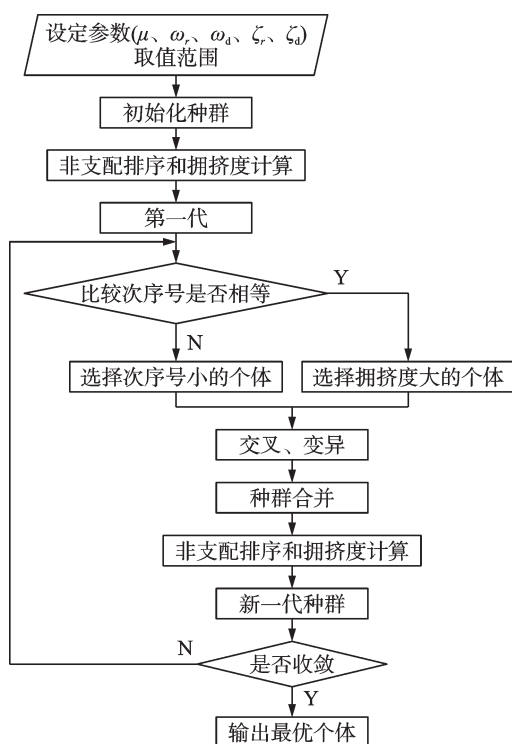 设定参数(μ、ωr、ωd、ζr、ζd)
取值范围
初始化种群
非支配排序和拥挤度计算
第一代
比较次序号是否相等
Y
N
选择次序号小的个体
选择拥挤度大的个体
交叉、变异
种群合并
非支配排序和拥挤度计算
新一代种群
N
是否收敛
Y
输出最优个体